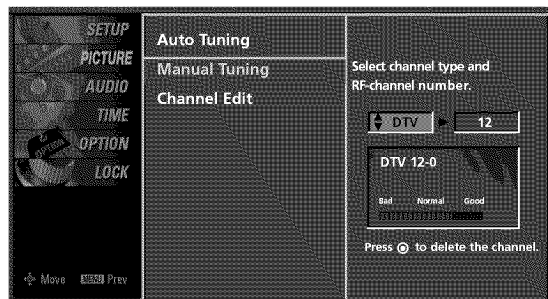 SETUP
PICTURE
AUDIO
TIME
OPTION
LOCK
Move MENU Prev
Auto Tuning
Manual Tuning
Channel Edit
Select channel type and
RF-channel number.
DTV 12
DTV 12-0
Bad Normal Good
Press to delete the channel.